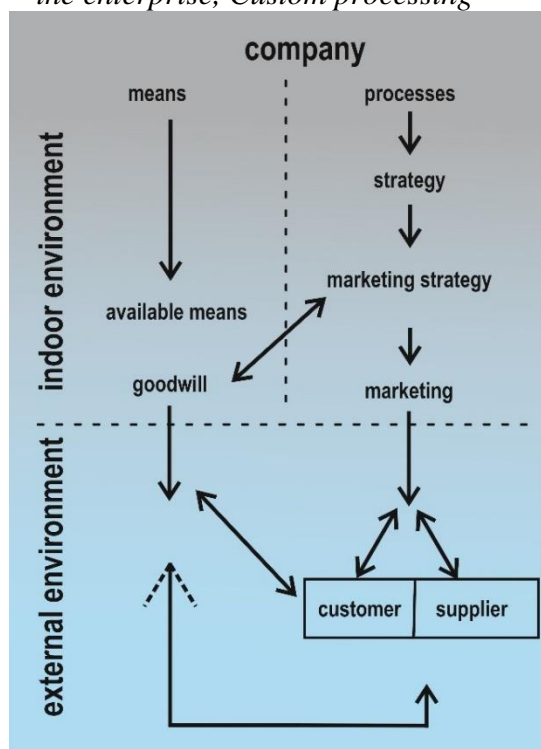 the enterprise; Custom processing
company
means
processes
strategy
marketing strategy
available means
goodwill
marketing
indoor environment
external environment
customer
supplier